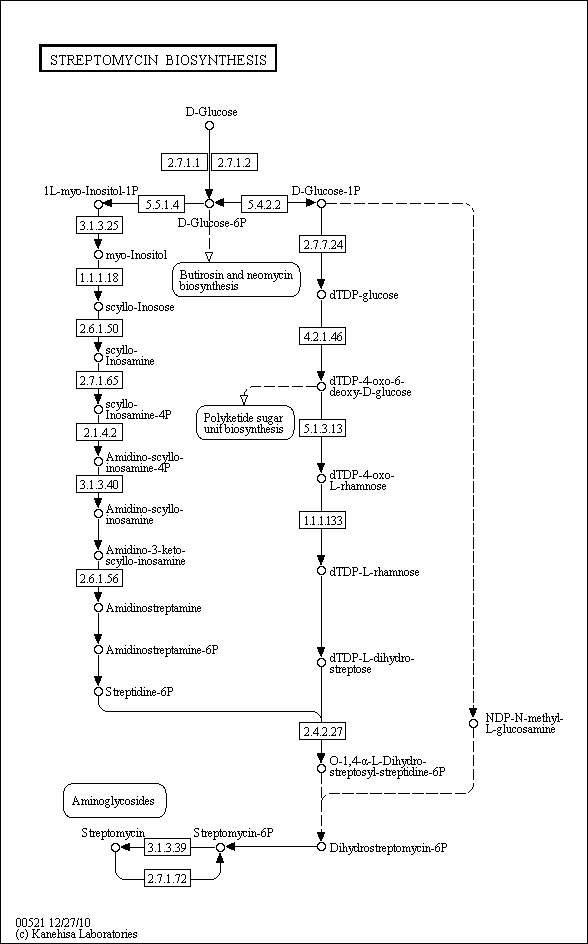 STREPTOMYCIN BIOSYNTHESIS
D-Glucose
2.7.1.1
2.7.1.2
1L-myo-Inositol-1P
5.5.1.4
5.4.2.2
D-Glucose-1P
D-Glucose-6P
3.1.3.25
2.7.7.24
myo-Inositol
Butirosin and neomycin
biosynthesis
1.1.1.18
dTDP-glucose
scyllo-Inosose
2.6.1.50
4.2.1.46
scyllo-
Inosamine
2.7.1.65
dTDP-4-oxo-6-
deoxy-D-glucose
scyllo-
Inosamine-4P
Polyketide sugar
unit biosynthesis
2.1.4.2
5.1.3.13
Amidino-scyllo-
inosamine-4P
3.1.3.40
dTDP-4-oxo-
L-rhamnose
Amidino-scyllo-
inosamine
1.1.1.133
Amidino-3-keto-
scyllo-inosamine
2.6.1.56
dTDP-L-rhamnose
Amidinostreptamine
Amidinostreptamine-6P
dTDP-L-dihydro-
streptose
Streptidine-6P
2.4.2.27
NDP-N-methyl-
L-glucosamine
O-1,4-α-L-Dihydro-
streptosyl-streptidine-6P
Aminoglycosides
Streptomycin
Streptomycin-6P
3.1.3.39
Dihydrostreptomycin-6P
2.7.1.72
00521 12/27/10
(c) Kanehisa Laboratories